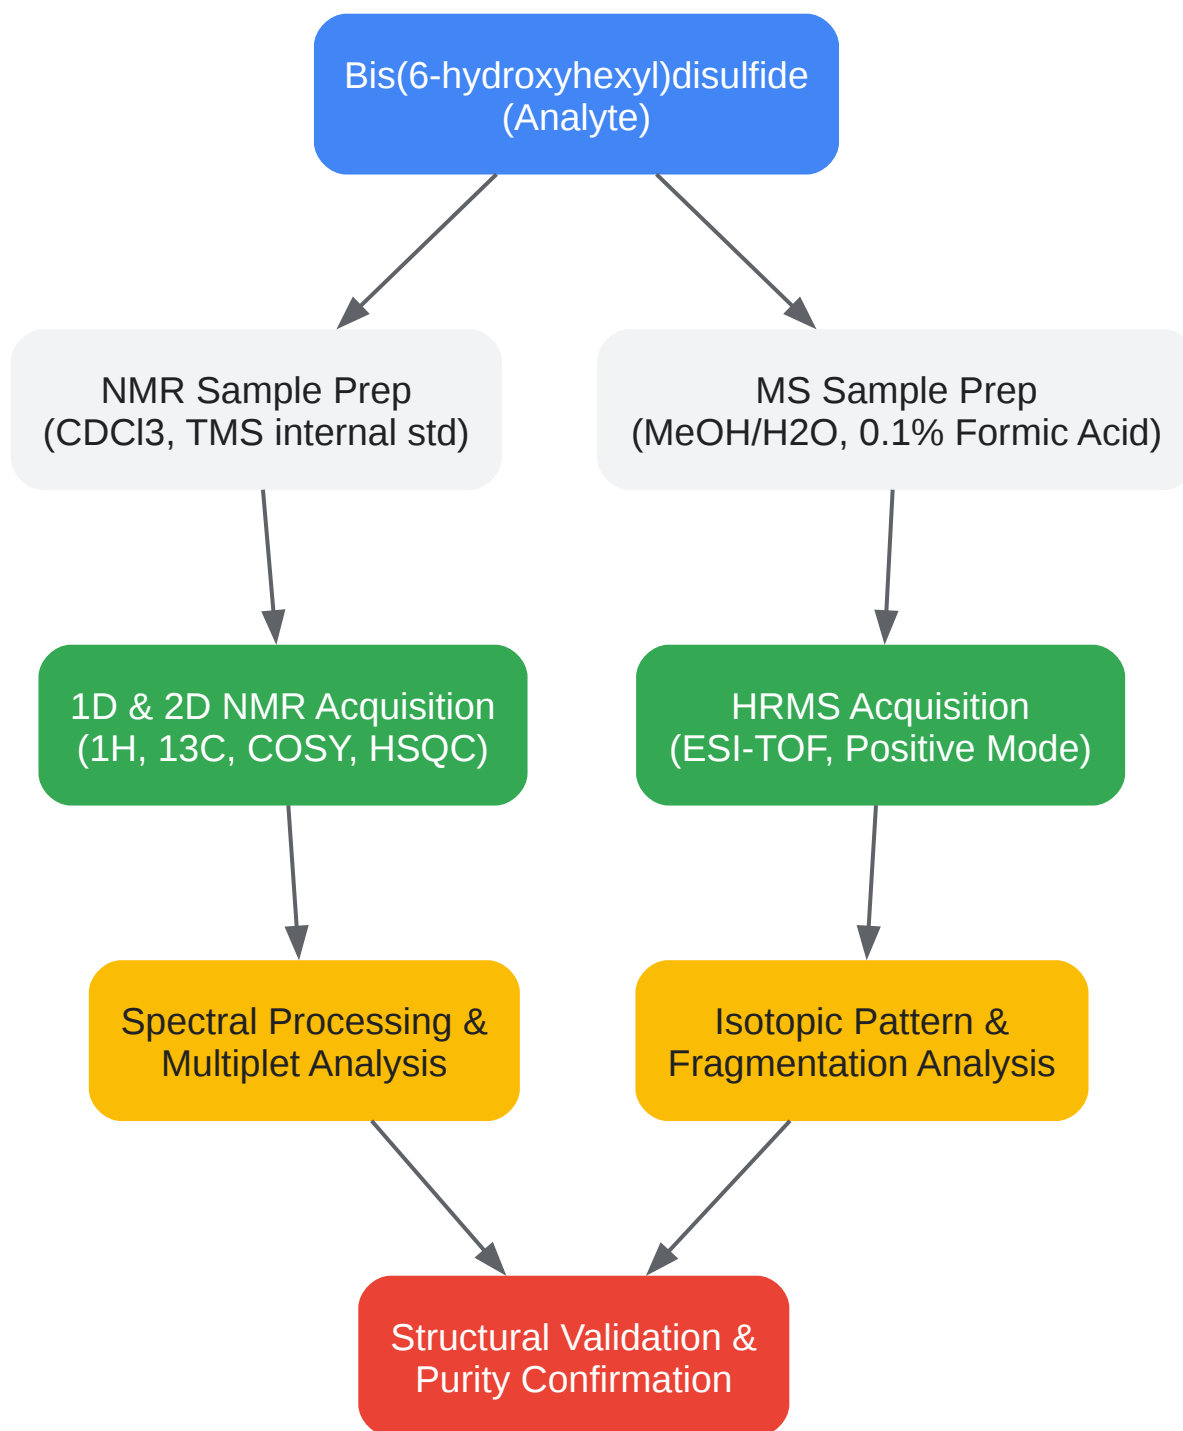 Bis(6-hydroxyhexyl)disulfide
(Analyte)
NMR Sample Prep
(CDCl3, TMS internal std)
MS Sample Prep
(MeOH/H2O, 0.1% Formic Acid)
1D & 2D NMR Acquisition
(1H, 13C, COSY, HSQC)
HRMS Acquisition
(ESI-TOF, Positive Mode)
Spectral Processing &
Multiplet Analysis
Isotopic Pattern &
Fragmentation Analysis
Structural Validation &
Purity Confirmation